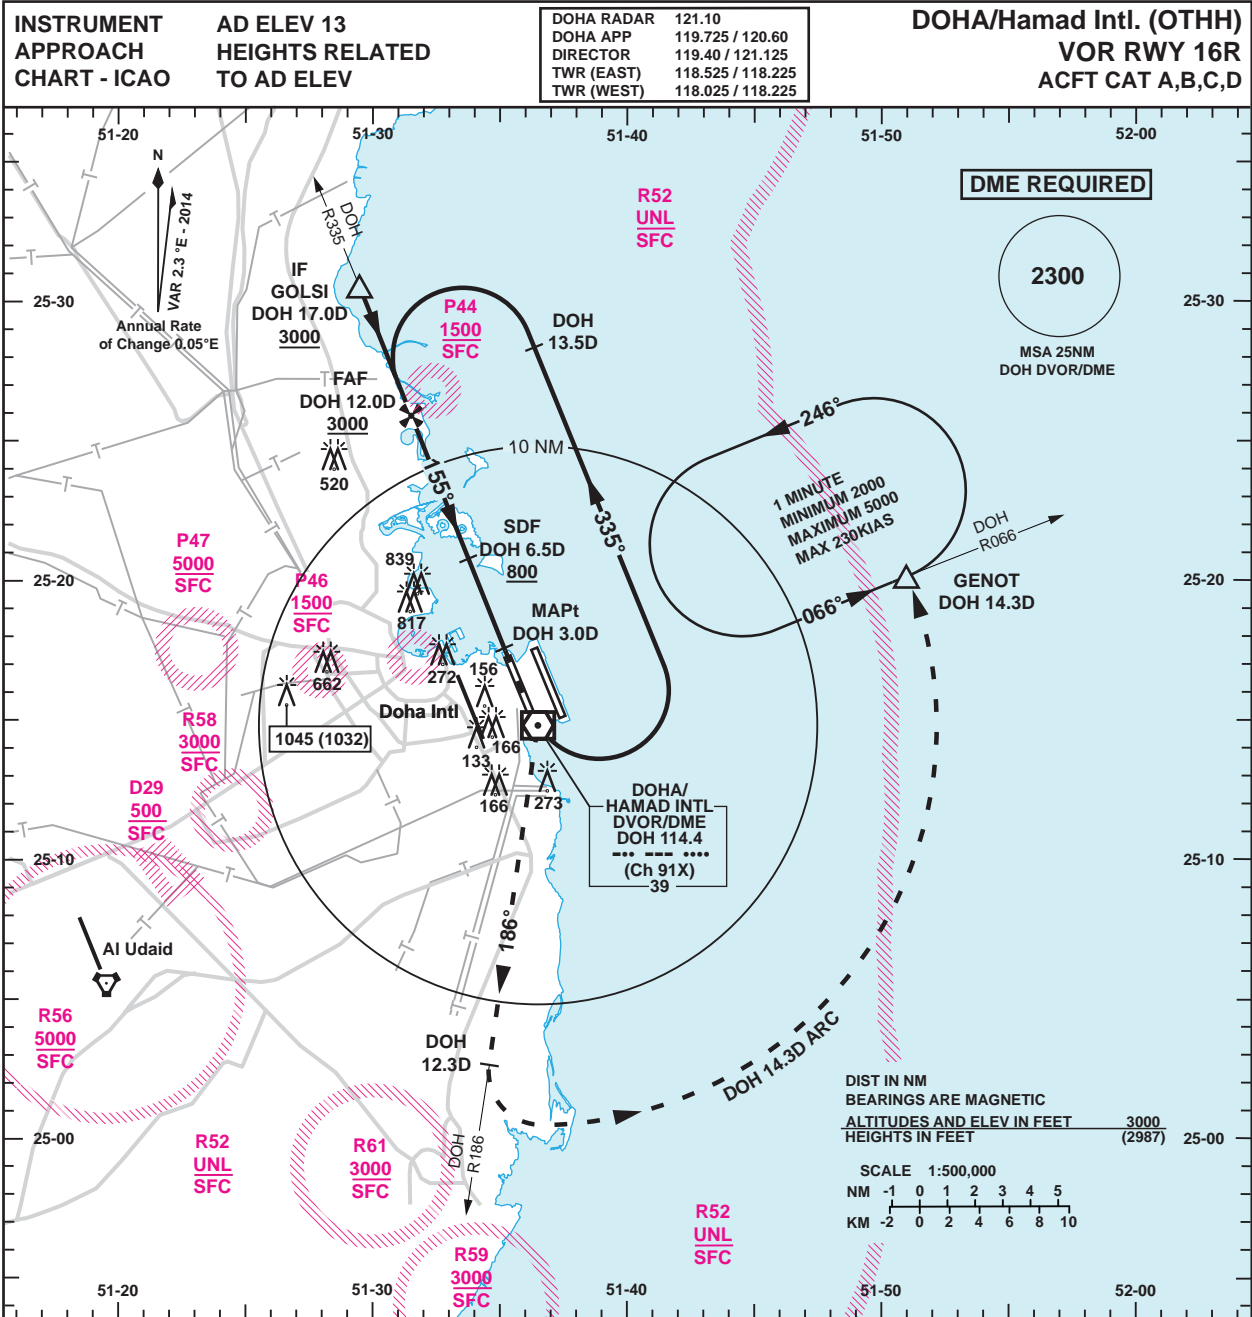 INSTRUMENT
APPROACH
CHART - ICAO
AD ELEV 13
HEIGHTS RELATED
TO AD ELEV
DOHA RADAR 121.10
DOHA APP 119.725 / 120.60
DIRECTOR 119.40 / 121.125
TWR (EAST) 118.525 / 118.225
TWR (WEST) 118.025 / 118.225
DOHA/Hamad Intl. (OTHH)
VOR RWY 16R
ACFT CAT A,B,C,D
51-20
51-30
51-40
51-50
52-00
N
VAR 2.3 °E - 2014
Annual Rate
of Change 0.05°E
DOH
R335
R52
UNL
SFC
DME REQUIRED
2300
MSA 25NM
DOH DVOR/DME
25-30
25-30
IF
GOLSI
DOH 17.0D
3000
P44
1500
SFC
DOH
13.5D
FAF
DOH 12.0D
3000
520
10 NM
155°
335°
246°
1 MINUTE
MINIMUM 2000
MAXIMUM 5000
MAX 230KIAS
066°
DOH
R066
GENOT
DOH 14.3D
SDF
DOH 6.5D
800
MAPt
DOH 3.0D
P47
5000
SFC
P46
1500
SFC
839
817
25-20
25-20
662
272
156
Doha Intl
1045 (1032)
133
166
166
273
R58
3000
SFC
D29
500
SFC
DOHA/
HAMAD INTL
DVOR/DME
DOH 114.4
(Ch 91X)
39
25-10
25-10
186°
Al Udaid
R56
5000
SFC
DOH
12.3D
DOH 14.3D ARC
DIST IN NM
BEARINGS ARE MAGNETIC
ALTITUDES AND ELEV IN FEET 3000
HEIGHTS IN FEET (2987)
25-00
25-00
R52
UNL
SFC
R61
3000
SFC
DOH
R186
SCALE 1:500,000
NM -1 0 1 2 3 4 5
KM -2 0 2 4 6 8 10
R52
UNL
SFC
R59
3000
SFC
51-20
51-30
51-40
51-50
52-00